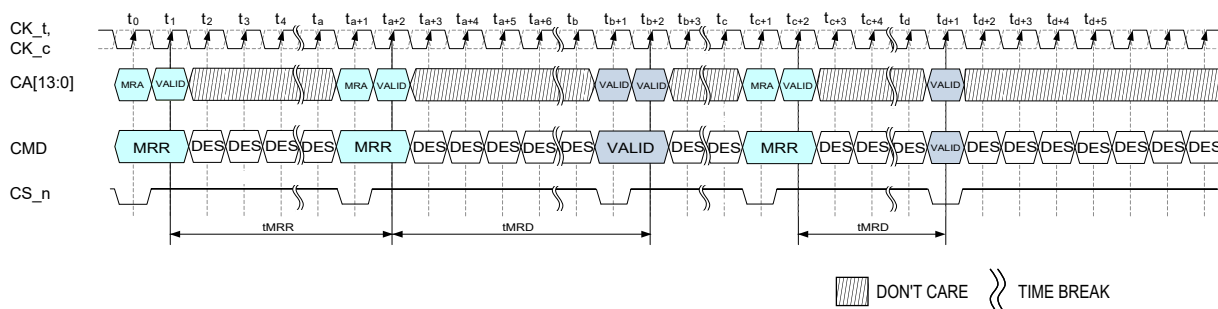 t0 t1 t2 t3 t4 ta ta+1 ta+2 ta+3 ta+4 ta+5 ta+6 tb tb+1 tb+2 tb+3 tc tc+1 tc+2 tc+3 tc+4 td td+1 td+2 td+3 td+4 td+5
CK_t,
CK_c
CA[13:0] MRA VALID MRA VALID VALID VALID MRA VALID VALID
CMD MRR DES DES DES DES MRR DES DES DES DES DES VALID DES DES MRR DES DES DES VALID DES DES DES DES DES DES DES
CS_n
tMRR tMRD tMRD
DON'T CARE TIME BREAK